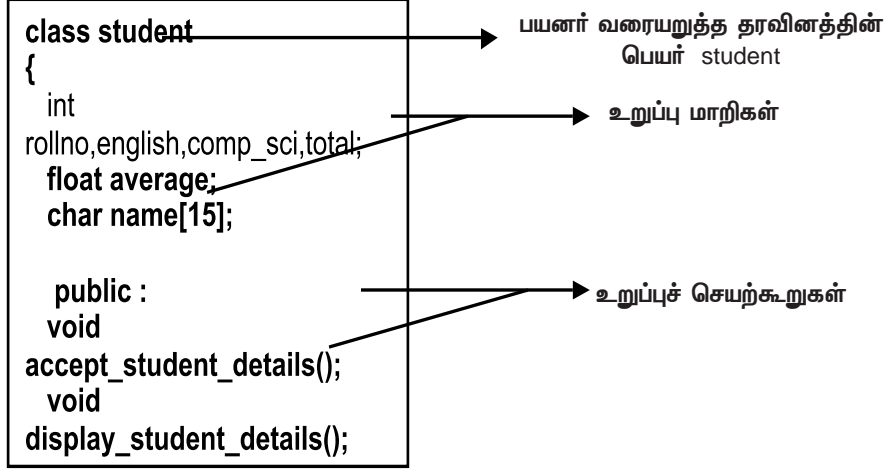 class student
{
int
rollno,english,comp_sci,total;
float average;
char name[15];
public :
void
accept_student_details();
void
display_student_details();
பயனர் வரையறுத்த தரவினத்தின்
பெயர் student
உறுப்பு மாறிகள்
உறுப்புச் செயற்கூறுகள்